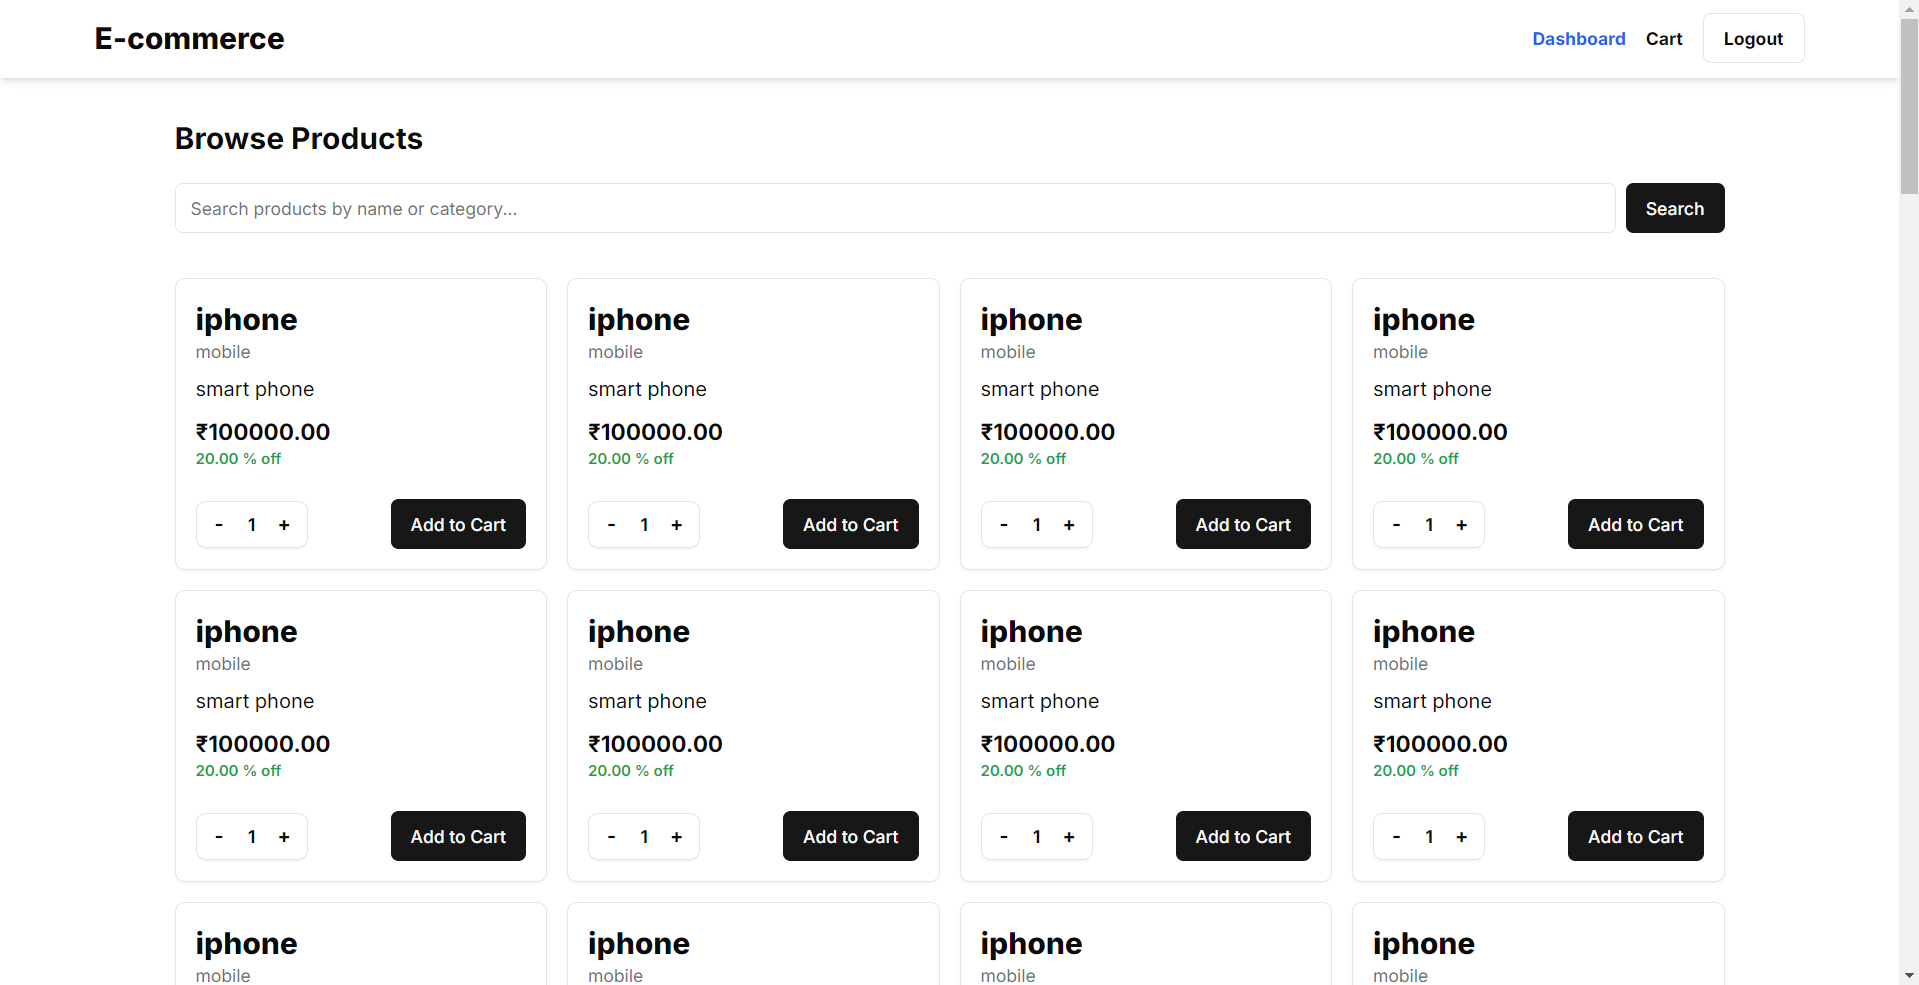 E-commerce
Dashboard Cart Logout
Browse Products
Search products by name or category...
Search
iphone iphone iphone iphone
mobile mobile mobile mobile
smart phone smart phone smart phone smart phone
₹100000.00 ₹100000.00 ₹100000.00 ₹100000.00
20.00 % off 20.00 % off 20.00 % off 20.00 % off
- 1 + Add to Cart - 1 + Add to Cart - 1 + Add to Cart - 1 + Add to Cart
iphone iphone iphone iphone
mobile mobile mobile mobile
smart phone smart phone smart phone smart phone
₹100000.00 ₹100000.00 ₹100000.00 ₹100000.00
20.00 % off 20.00 % off 20.00 % off 20.00 % off
- 1 + Add to Cart - 1 + Add to Cart - 1 + Add to Cart - 1 + Add to Cart
iphone iphone iphone iphone
mobile mobile mobile mobile